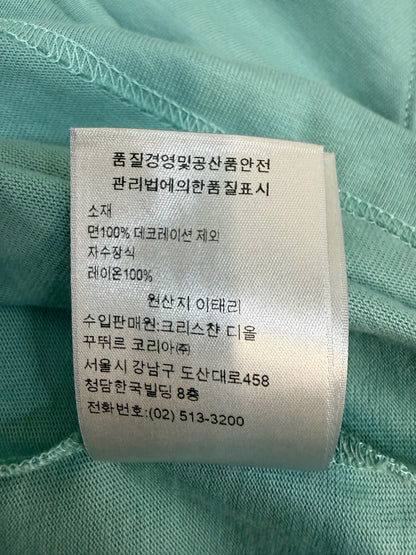 품질경영및공산품안전
관리법에의한품질표시
소재
면100% 데코레이션 제외
자수장식
레이온100%
원산지 이태리
수입판매원:크리스챤 디올
꾸뛰르 코리아㈜
서울시 강남구 도산대로458
청담한국빌딩 8층
전화번호:(02) 513-3200